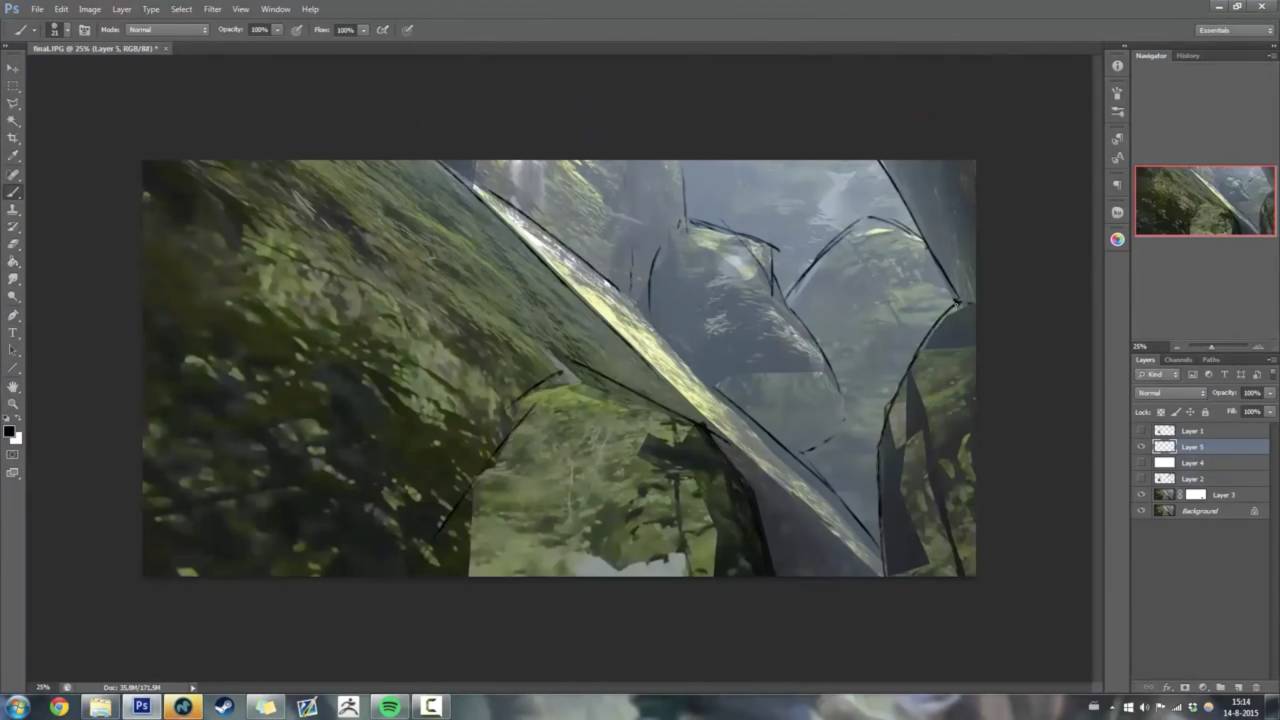 Ps File Edit Image Layer Type Select Filter View Window Help
21 Mode: Normal Opacity: 100% Flow: 100% Essentials
final.JPG @ 25% (Layer 5, RGB/8#) * ×
Navigator History
25%
Layers Channels Paths
Kind
Normal Opacity: 100%
Lock: Fill: 100%
Layer 1
Layer 5
Layer 4
Layer 2
Layer 3
Background
25% Doc: 35,8M/171,5M
15:14
14-8-2015